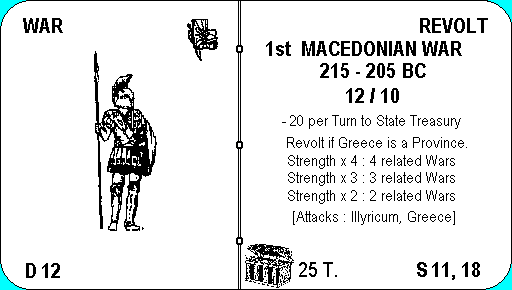 WAR
REVOLT
1st MACEDONIAN WAR
215 - 205 BC
12 / 10
- 20 per Turn to State Treasury
Revolt if Greece is a Province.
Strength x 4 : 4 related Wars
Strength x 3 : 3 related Wars
Strength x 2 : 2 related Wars
[Attacks : Illyricum, Greece]
D 12
25 T.
S 11, 18